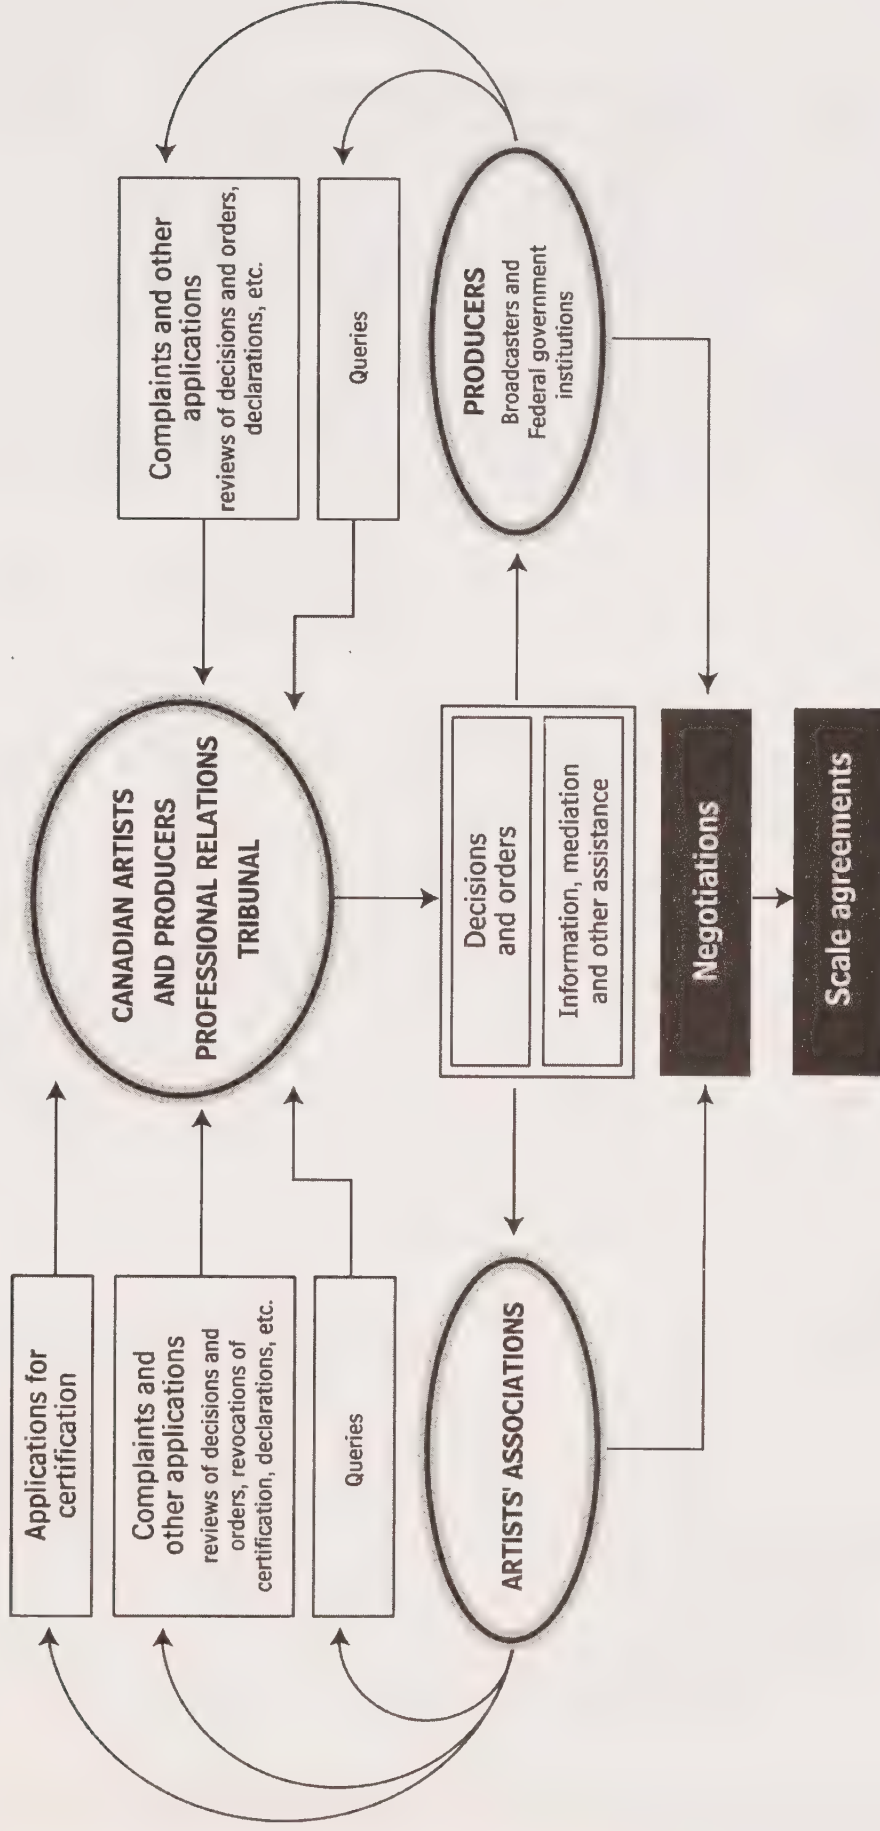 Applications for
certification
Complaints and
other applications
reviews of decisions and
orders, revocations of
certification, declarations, etc.
Queries
ARTISTS' ASSOCIATIONS
CANADIAN ARTISTS
AND PRODUCERS
PROFESSIONAL RELATIONS
TRIBUNAL
Decisions
and orders
Information, mediation
and other assistance
Negotiations
Scale agreements
Complaints and other
applications
reviews of decisions and orders,
declarations, etc.
Queries
PRODUCERS
Broadcasters and
Federal government
institutions